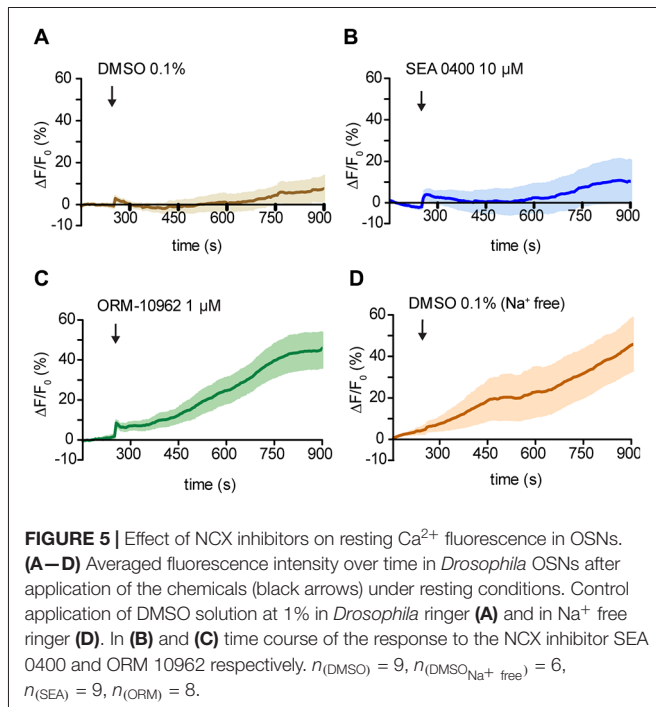 A
DMSO 0.1%
60
40
20
0
-10
ΔF/F0 (%)
300
450
600
750
900
time (s)
B
SEA 0400 10 µM
60
40
20
0
-10
ΔF/F0 (%)
300
450
600
750
900
time (s)
C
ORM-10962 1 µM
60
40
20
0
-10
ΔF/F0 (%)
300
450
600
750
900
time (s)
D
DMSO 0.1% (Na+ free)
60
40
20
0
-10
ΔF/F0 (%)
300
450
600
750
900
time (s)
FIGURE 5 | Effect of NCX inhibitors on resting Ca2+ fluorescence in OSNs.
(A—D) Averaged fluorescence intensity over time in Drosophila OSNs after
application of the chemicals (black arrows) under resting conditions. Control
application of DMSO solution at 1% in Drosophila ringer (A) and in Na+ free
ringer (D). In (B) and (C) time course of the response to the NCX inhibitor SEA
0400 and ORM 10962 respectively. n(DMSO) = 9, n(DMSONa+ free) = 6,
n(SEA) = 9, n(ORM) = 8.